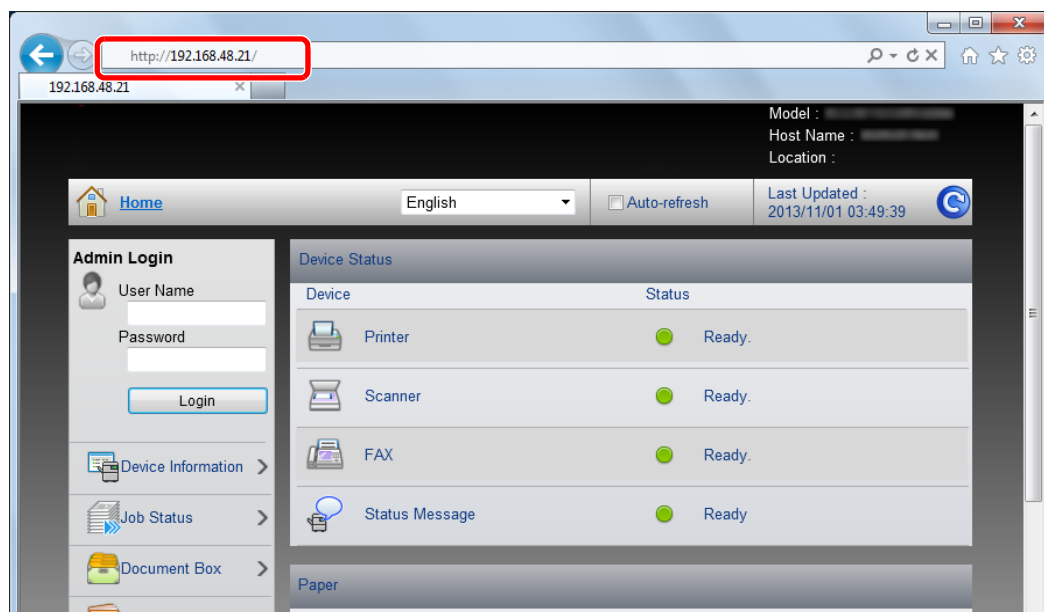 http://192.168.48.21/
192.168.48.21
Model :
Host Name :
Location :
Home
English
Auto-refresh
Last Updated :
2013/11/01 03:49:39
Admin Login
User Name
Password
Login
Device Information
Job Status
Document Box
Device Status
Device Status
Printer Ready.
Scanner Ready.
FAX Ready.
Status Message Ready
Paper